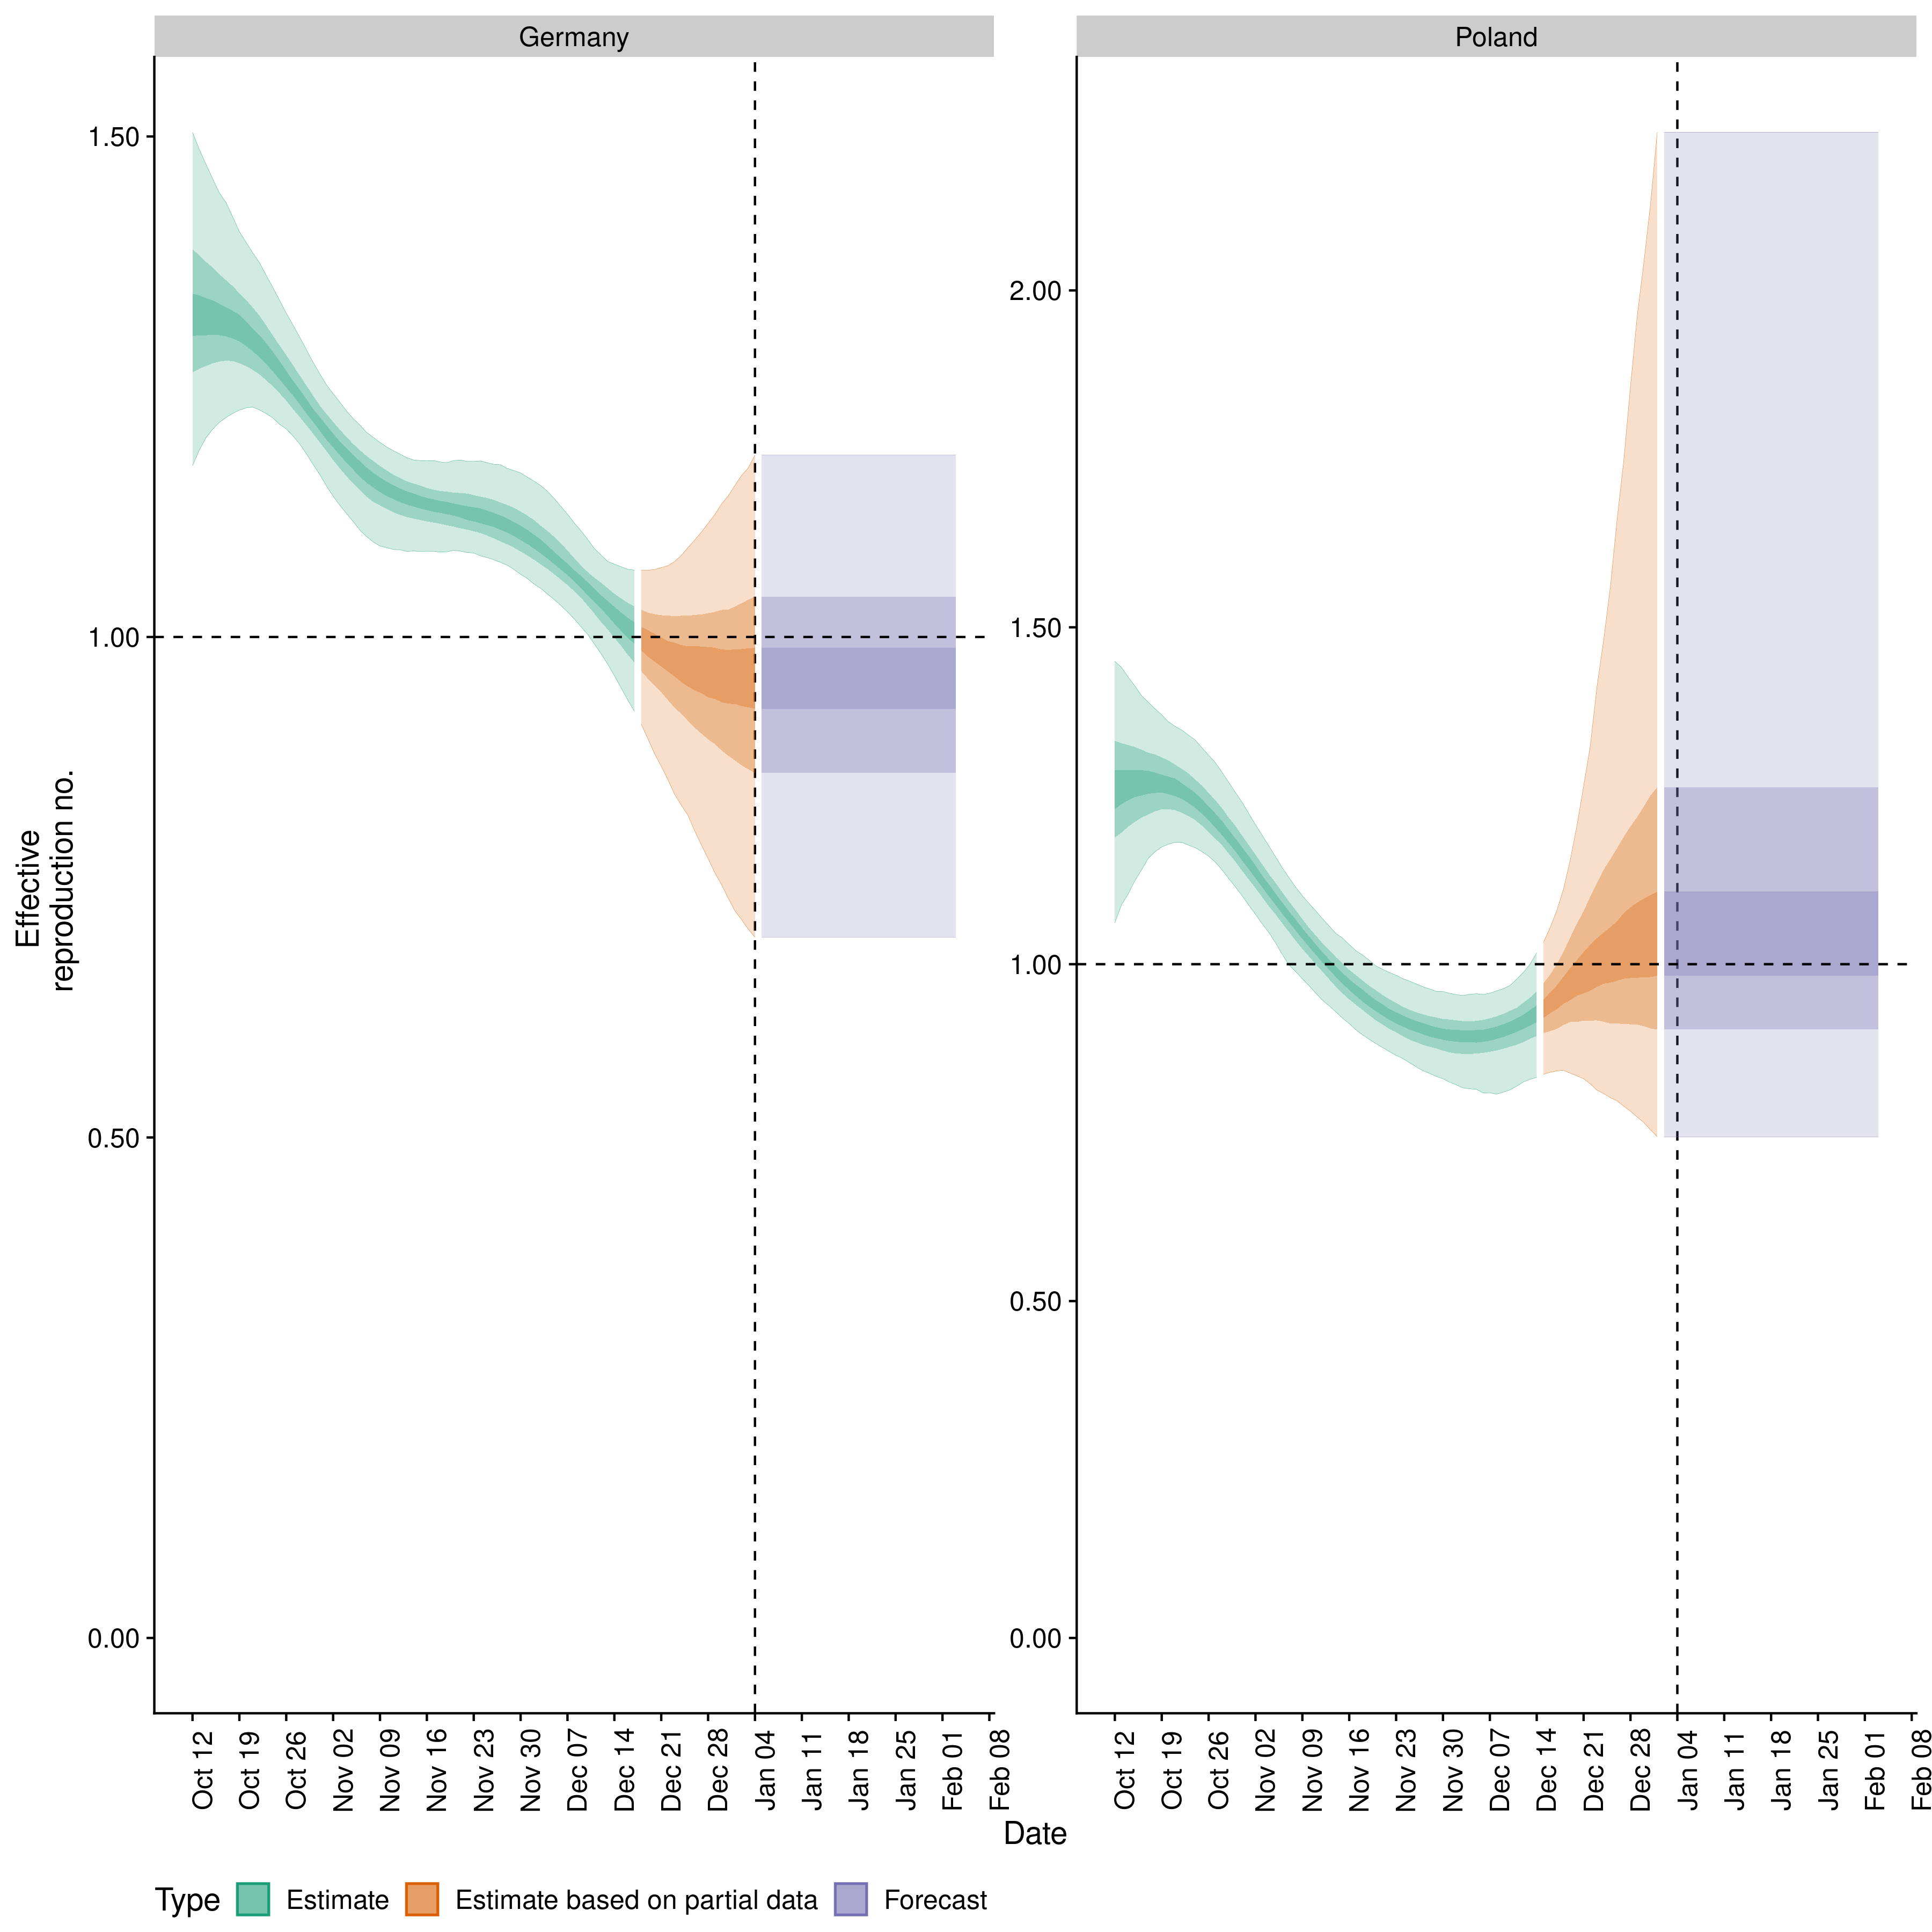 Germany
Poland
Effective
reproduction no.
1.50
1.00
0.50
0.00
2.00
1.50
1.00
0.50
0.00
Oct 12
Oct 19
Oct 26
Nov 02
Nov 09
Nov 16
Nov 23
Nov 30
Dec 07
Dec 14
Dec 21
Dec 28
Jan 04
Jan 11
Jan 18
Jan 25
Feb 01
Feb 08
Oct 12
Oct 19
Oct 26
Nov 02
Nov 09
Nov 16
Nov 23
Nov 30
Dec 07
Dec 14
Dec 21
Dec 28
Jan 04
Jan 11
Jan 18
Jan 25
Feb 01
Feb 08
Date
Type Estimate Estimate based on partial data Forecast